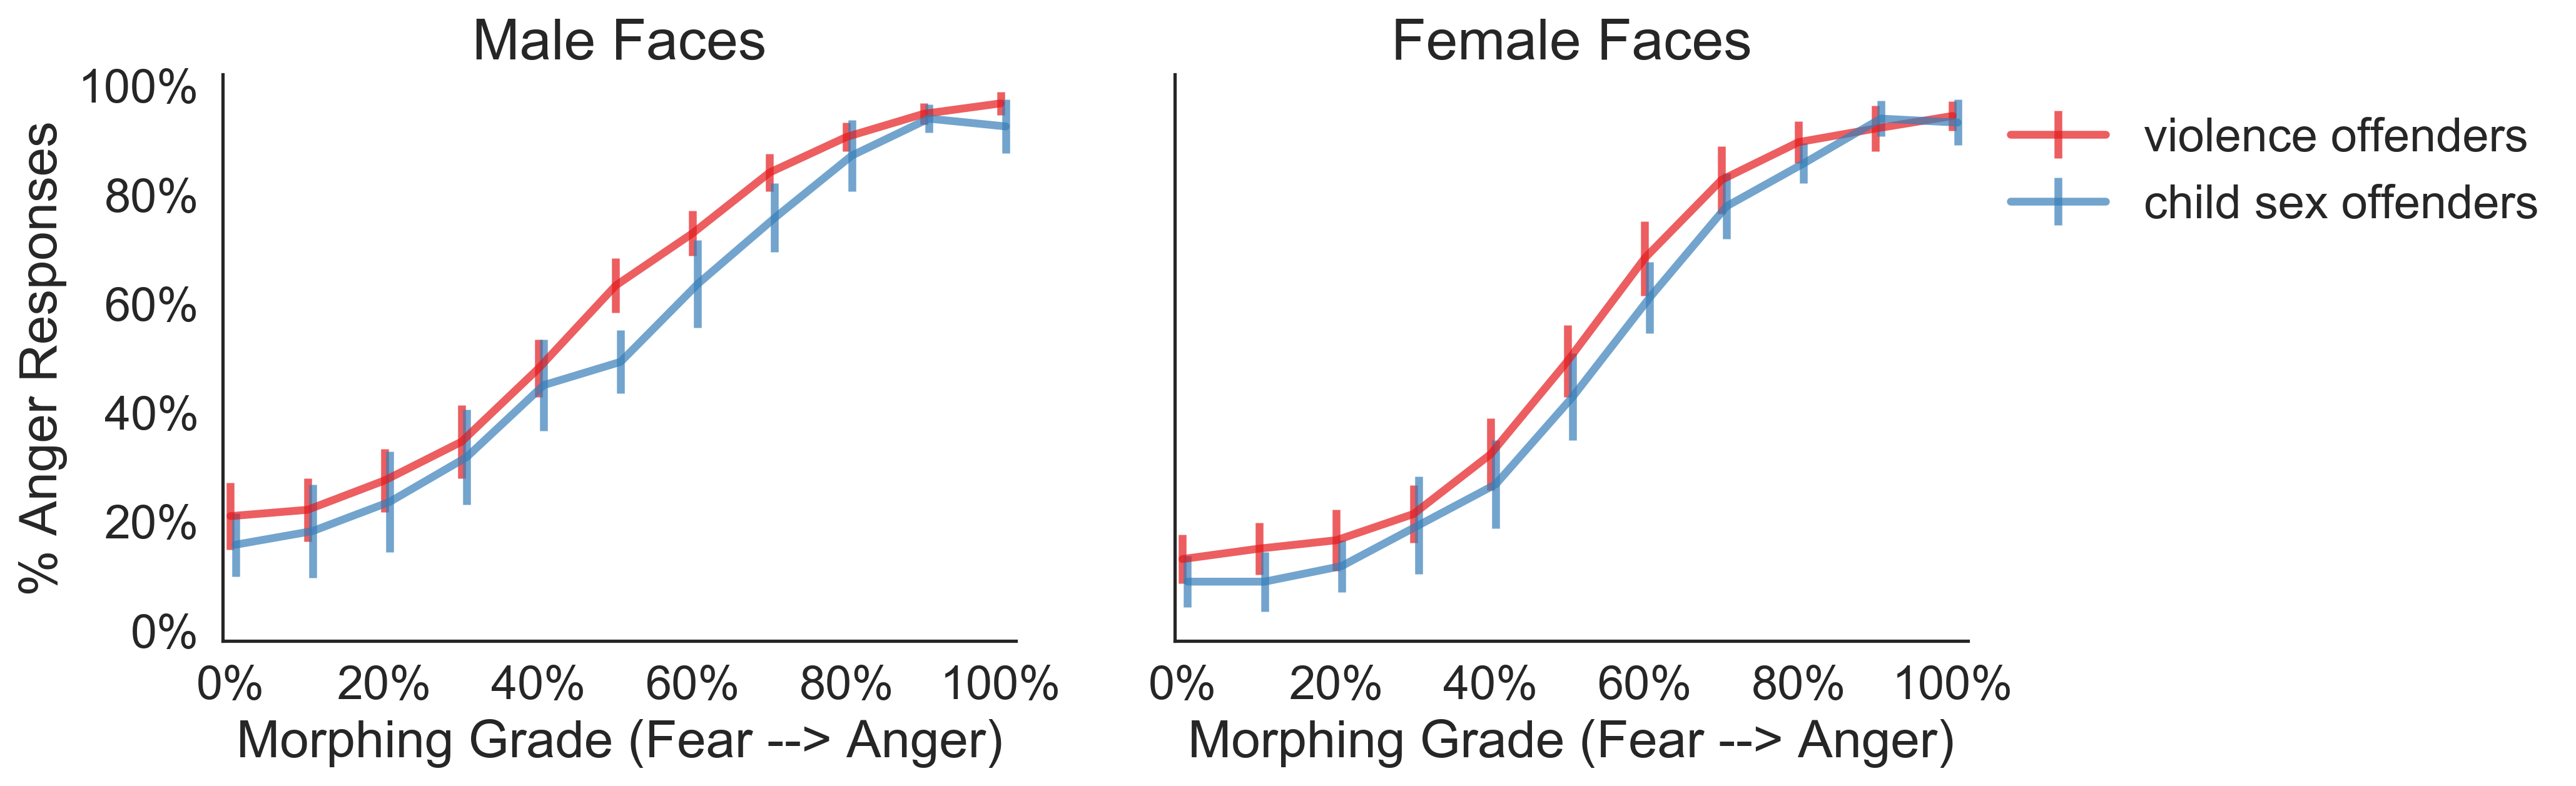 Male Faces
Female Faces
% Anger Responses
100%
80%
60%
40%
20%
0%
0% 20% 40% 60% 80% 100%
Morphing Grade (Fear --> Anger)
0% 20% 40% 60% 80% 100%
Morphing Grade (Fear --> Anger)
violence offenders
child sex offenders